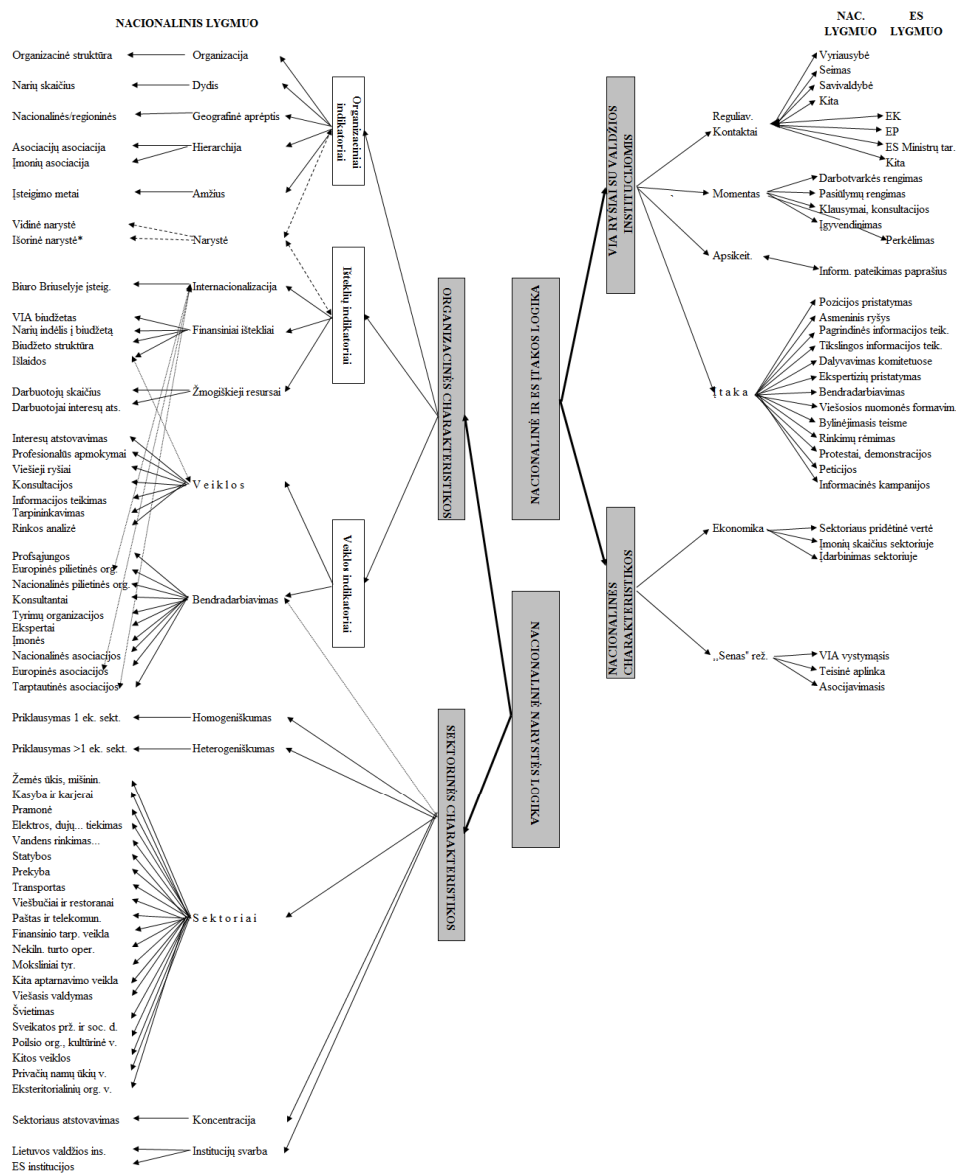 NACIONALINIS LYGMUO
Organizacinė struktūra
Organizacija
Narių skaičius
Dydis
Nacionalinės/regioninės
Geografinė aprėptis
Asociacijų asociacija
Hierarchija
Įmonių asociacija
Įsteigimo metai
Amžius
Vidinė narystė
Išorinė narystė*
Narystė
Biuro Briuselyje įsteig.
Internacionalizacija
VIA biudžetas
Narių indėlis į biudžetą
Finansiniai ištekliai
Biudžeto struktūra
Išlaidos
Darbuotojų skaičius
Žmogiškieji resursai
Darbuotojai interesų ats.
Interesų atstovavimas
Profesionalūs apmokymai
Viešieji ryšiai
Konsultacijos
Veiklos
Informacijos teikimas
Tarpininkavimas
Rinkos analizė
Profsąjungos
Europinės pilietinės org.
Nacionalinės pilietinės org.
Konsultantai
Bendradarbiavimas
Tyrimų organizacijos
Ekspertai
Įmonės
Nacionalinės asociacijos
Europinės asociacijos
Tarptautinės asociacijos
Priklausymas 1 ek. sekt.
Homogeniškumas
Priklausymas >1 ek. sekt.
Heterogeniškumas
Žemės ūkis, mišinin.
Kasyba ir karjerai
Pramonė
Elektros, dujų... tiekimas
Vandens rinkimas...
Statybos
Prekyba
Transportas
Viešbučiai ir restoranai
Paštas ir telekomun.
Sektoriai
Finansinio tarp. veikla
Nekiln. turto oper.
Moksliniai tyr.
Kita aptarnavimo veikla
Viešasis valdymas
Švietimas
Sveikatos prž. ir soc. d.
Poilsio org., kultūrinė v.
Kitos veiklos
Privačių namų ūkių v.
Eksteritorialinių org. v.
Sektoriaus atstovavimas
Koncentracija
Lietuvos valdžios ins.
Institucijų svarba
ES institucijos
Organizaciniai
indikatoriai
Išteklių indikatoriai
Veiklos indikatoriai
ORGANIZACINĖS CHARAKTERISTIKOS
SEKTORINĖS CHARAKTERISTIKOS
NACIONALINĖ IR ES ĮTAKOS LOGIKA
NACIONALINĖ NARYSTĖS LOGIKA
VIA RYŠIAI SU VALDŽIOS
INSTITUCIJOMIS
NACIONALINĖS
CHARAKTERISTIKOS
NAC.
LYGMUO
ES
LYGMUO
Vyriausybė
Seimas
Savivaldybė
Kita
Reguliav.
Kontaktai
EK
EP
ES Ministrų tar.
Kita
Momentas
Darbotvarkės rengimas
Pasiūlymų rengimas
Klausymai, konsultacijos
Įgyvendinimas
Perkėlimas
Apsikeit.
Inform. pateikimas paprašius
Įtaka
Pozicijos pristatymas
Asmeninis ryšys
Pagrindinės informacijos teik.
Tikslingos informacijos teik.
Dalyvavimas komitetuose
Ekspertizių pristatymas
Bendradarbiavimas
Viešosios nuomonės formavim.
Bylinėjimasis teisme
Rinkimų rėmimas
Protestai, demonstracijos
Peticijos
Informacinės kampanijos
Ekonomika
Sektoriaus pridėtinė vertė
Įmonių skaičius sektoriuje
Įdarbinimas sektoriuje
,,Senas" rež.
VIA vystymąsis
Teisinė aplinka
Asocijavimasis